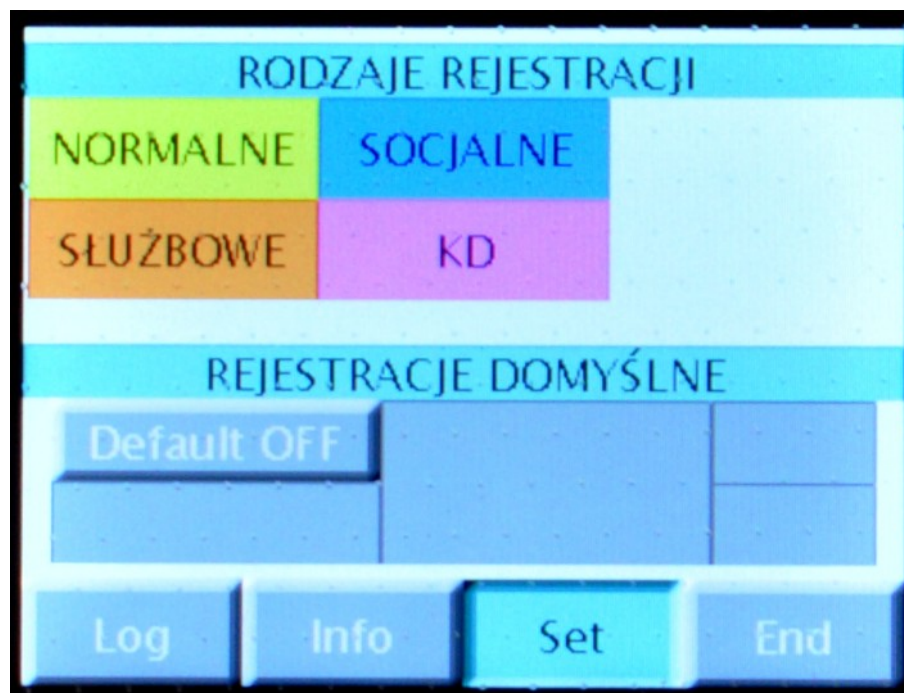 RODZAJE REJESTRACJI
NORMALNE SOCJALNE
SŁUŻBOWE KD
REJESTRACJE DOMYŚLNE
Default OFF
Log Info Set End